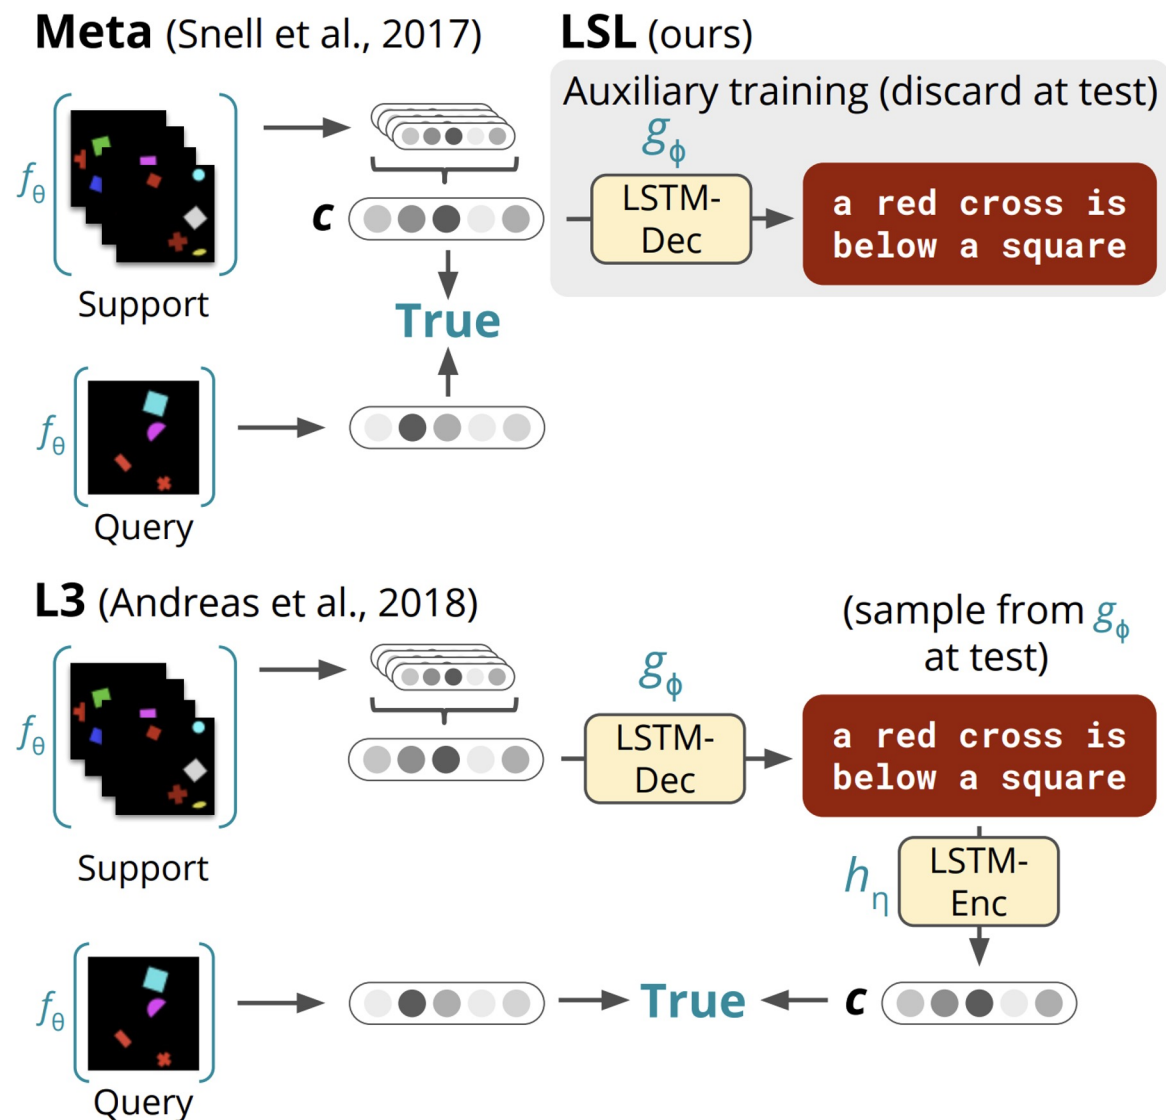 Meta (Snell et al., 2017)
LSL (ours)
Auxiliary training (discard at test)
fθ
Support
c
gϕ
LSTM-
Dec
a red cross is
below a square
True
fθ
Query
L3 (Andreas et al., 2018)
(sample from gϕ
at test)
fθ
Support
gϕ
LSTM-
Dec
a red cross is
below a square
hη
LSTM-
Enc
fθ
Query
True
c